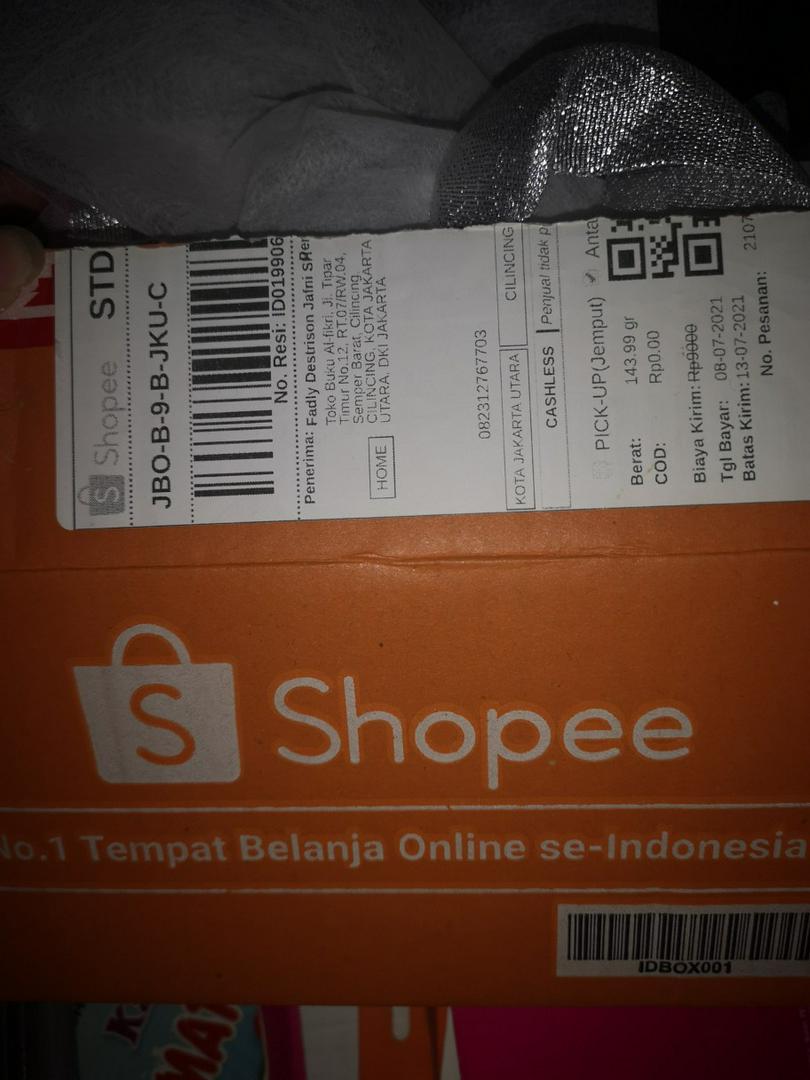 Shopee STD
JBO-B-9-B-JKU-C
No. Resi: ID019906
Penerima: Fadly Destrison Jafni
HOME
Toko Buku Al-fikri, Jl. Tipar
Timur No.12, RT.07/RW.04,
Semper Barat, Cilincing
CILINCING, KOTA JAKARTA
UTARA, DKI JAKARTA
082312767703
KOTA JAKARTA UTARA CILINCING
CASHLESS Penjual tidak p
PICK-UP(Jemput) Anta
Berat: 143.99 gr
COD: Rp0.00
Biaya Kirim: Rp9000
Tgl Bayar: 08-07-2021
Batas Kirim: 13-07-2021
No. Pesanan: 2107
S Shopee
No.1 Tempat Belanja Online se-Indonesia
IDBOX001